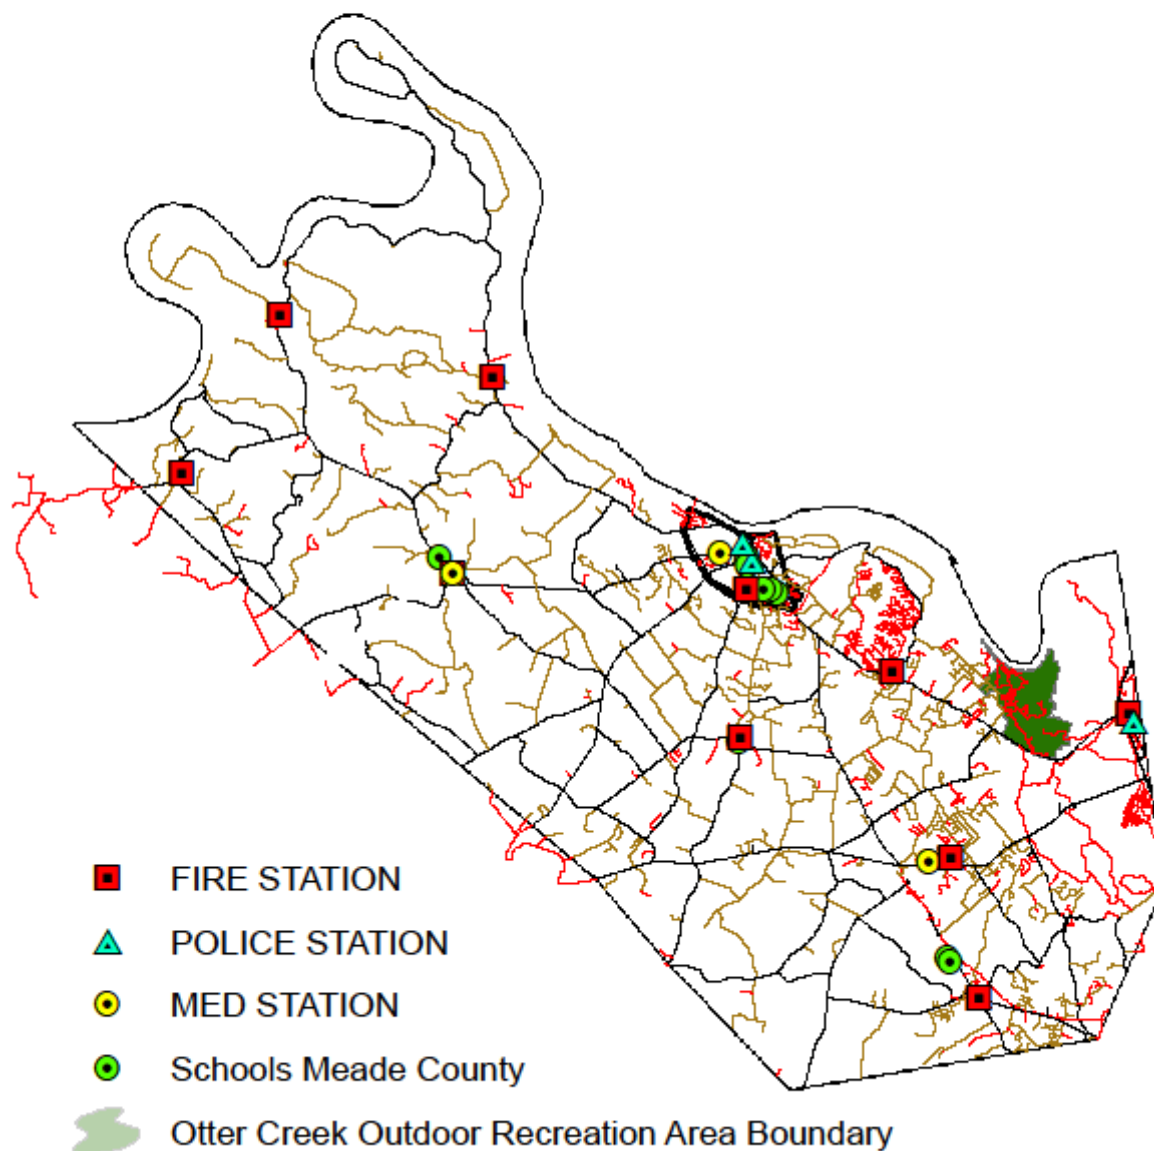 FIRE STATION
POLICE STATION
MED STATION
Schools Meade County
Otter Creek Outdoor Recreation Area Boundary